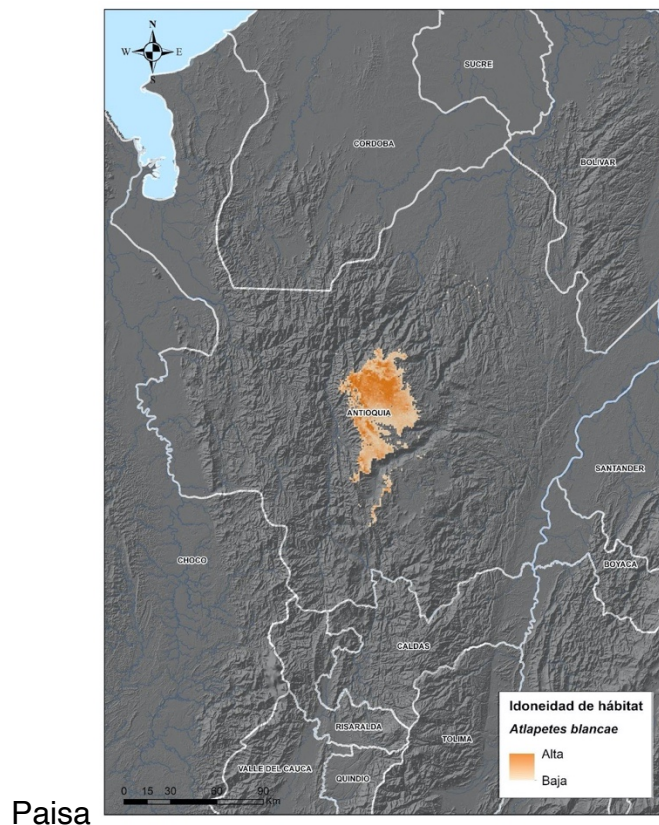 N
W E
S
SUCRE
CORDOBA
BOLIVAR
ANTIOQUIA
SANTANDER
CHOCO
BOYACA
CALDAS
Idoneidad de hábitat
Atlapetes blancae
Alta
Baja
RISARALDA
TOLIMA
VALLE DEL CAUCA
QUINDIO
0 15 30 60 90
Km
Paisa